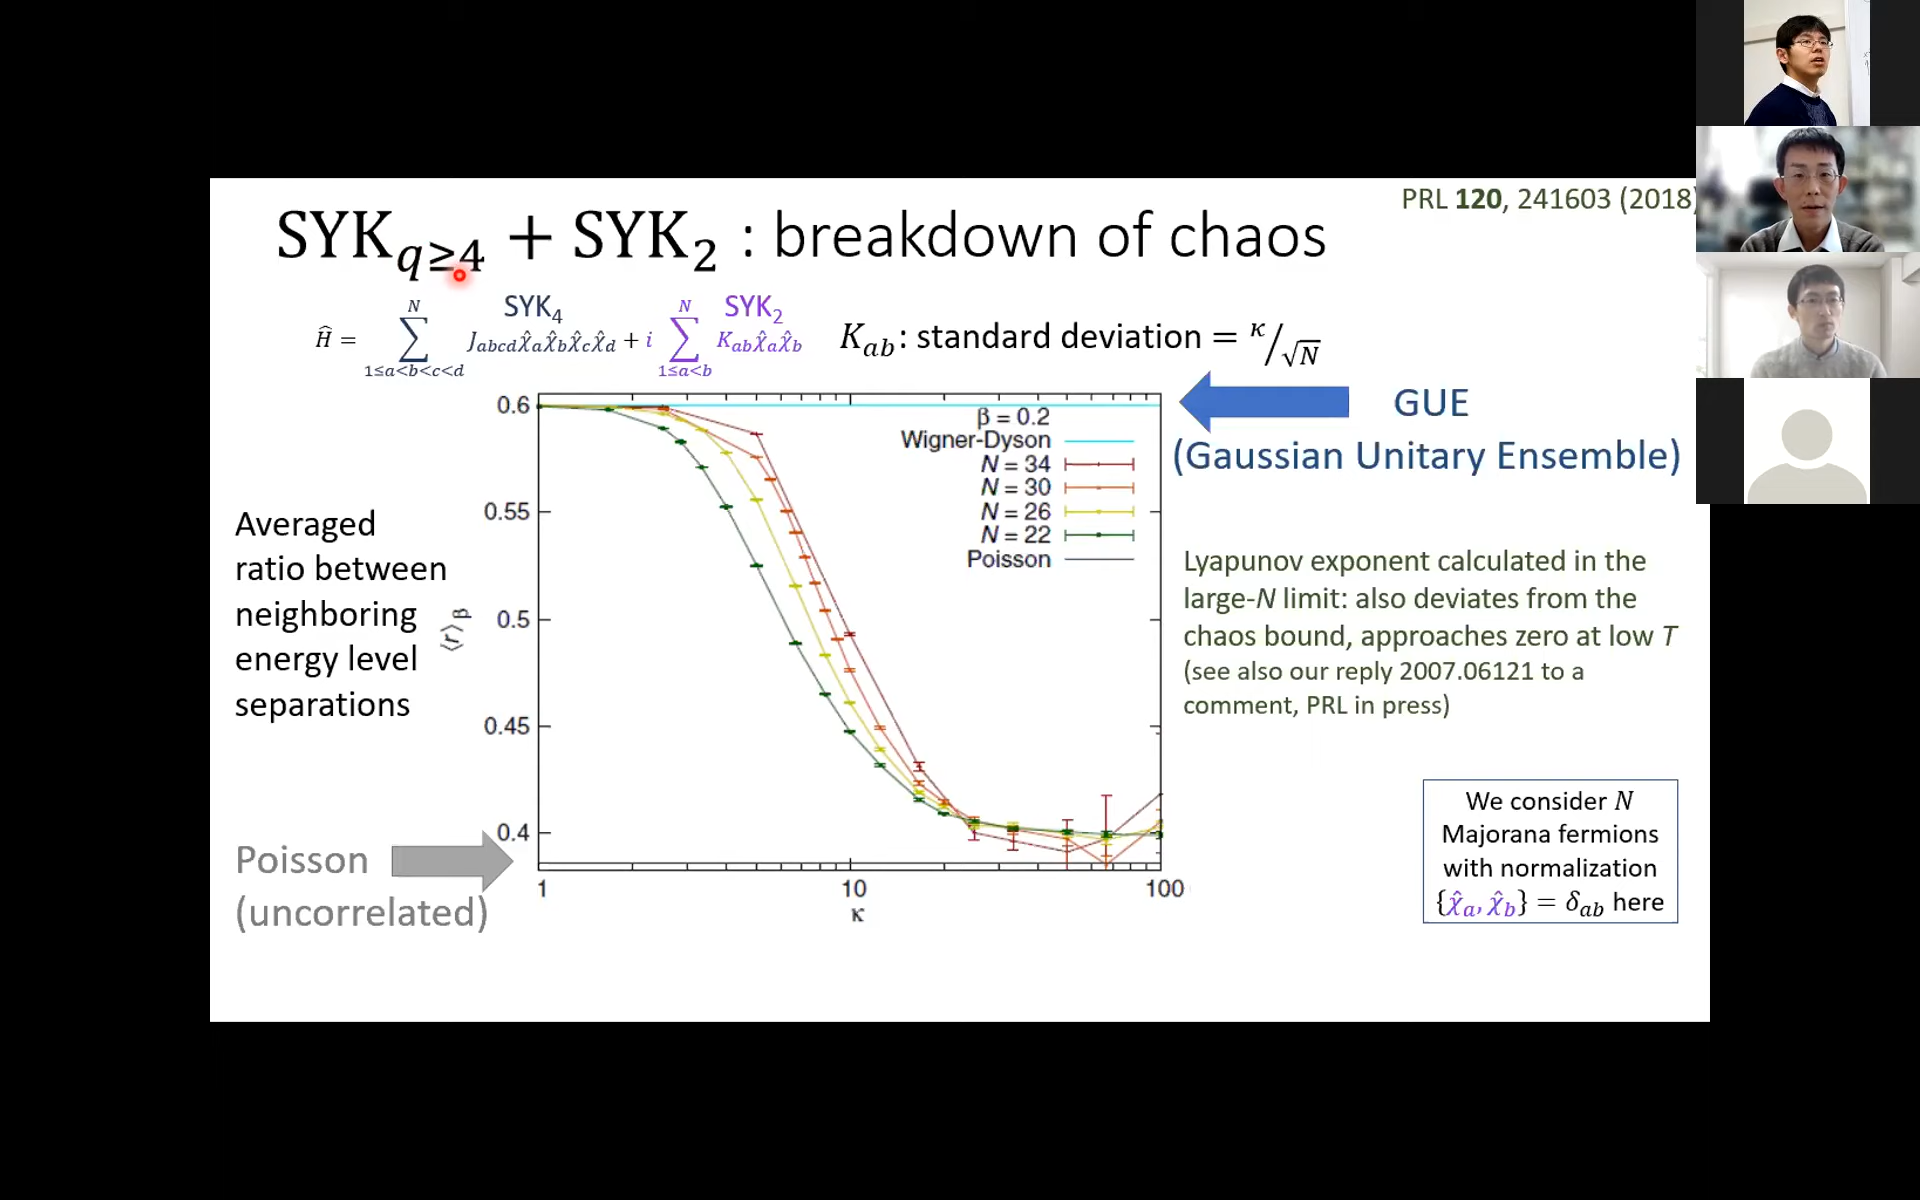 PRL 120, 241603 (2018)
SYK_{q≥4} + SYK_2 : breakdown of chaos
SYK_4 SYK_2
Ĥ = ∑_{1≤a<b<c<d}^{N} J_{abcd} χ̂_a χ̂_b χ̂_c χ̂_d + i ∑_{1≤a<b}^{N} K_{ab} χ̂_a χ̂_b
K_{ab}: standard deviation = κ/√N
GUE
(Gaussian Unitary Ensemble)
Averaged
ratio between
neighboring
energy level
separations
⟨r⟩_β
0.6
0.55
0.5
0.45
0.4
β = 0.2
Wigner-Dyson
N = 34
N = 30
N = 26
N = 22
Poisson
1 10 100
κ
Poisson
(uncorrelated)
Lyapunov exponent calculated in the
large-N limit: also deviates from the
chaos bound, approaches zero at low T
(see also our reply 2007.06121 to a
comment, PRL in press)
We consider N
Majorana fermions
with normalization
{χ̂_a, χ̂_b} = δ_{ab} here